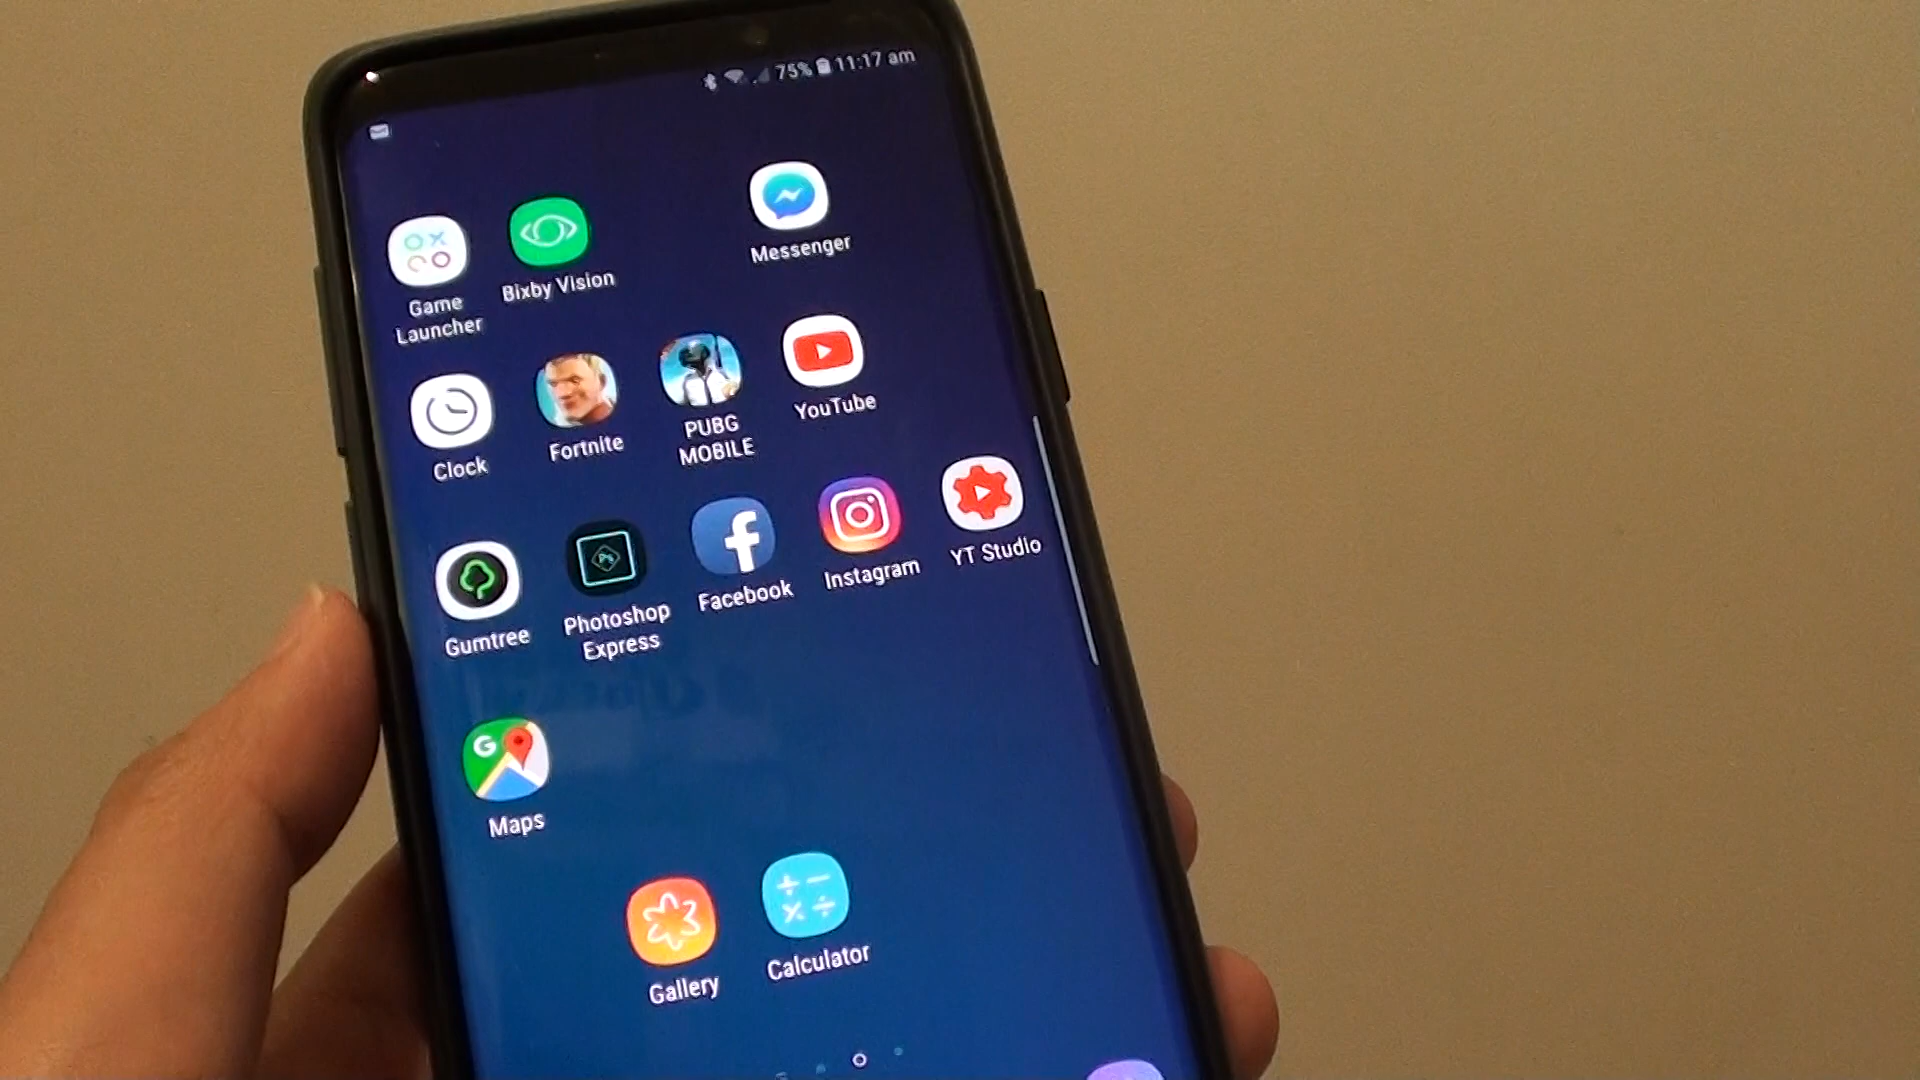 75% 11:17 am
Game
Launcher
Bixby Vision
Messenger
Clock
Fortnite
PUBG
MOBILE
YouTube
Gumtree
Photoshop
Express
Facebook
Instagram
YT Studio
G
Maps
Gallery
Calculator